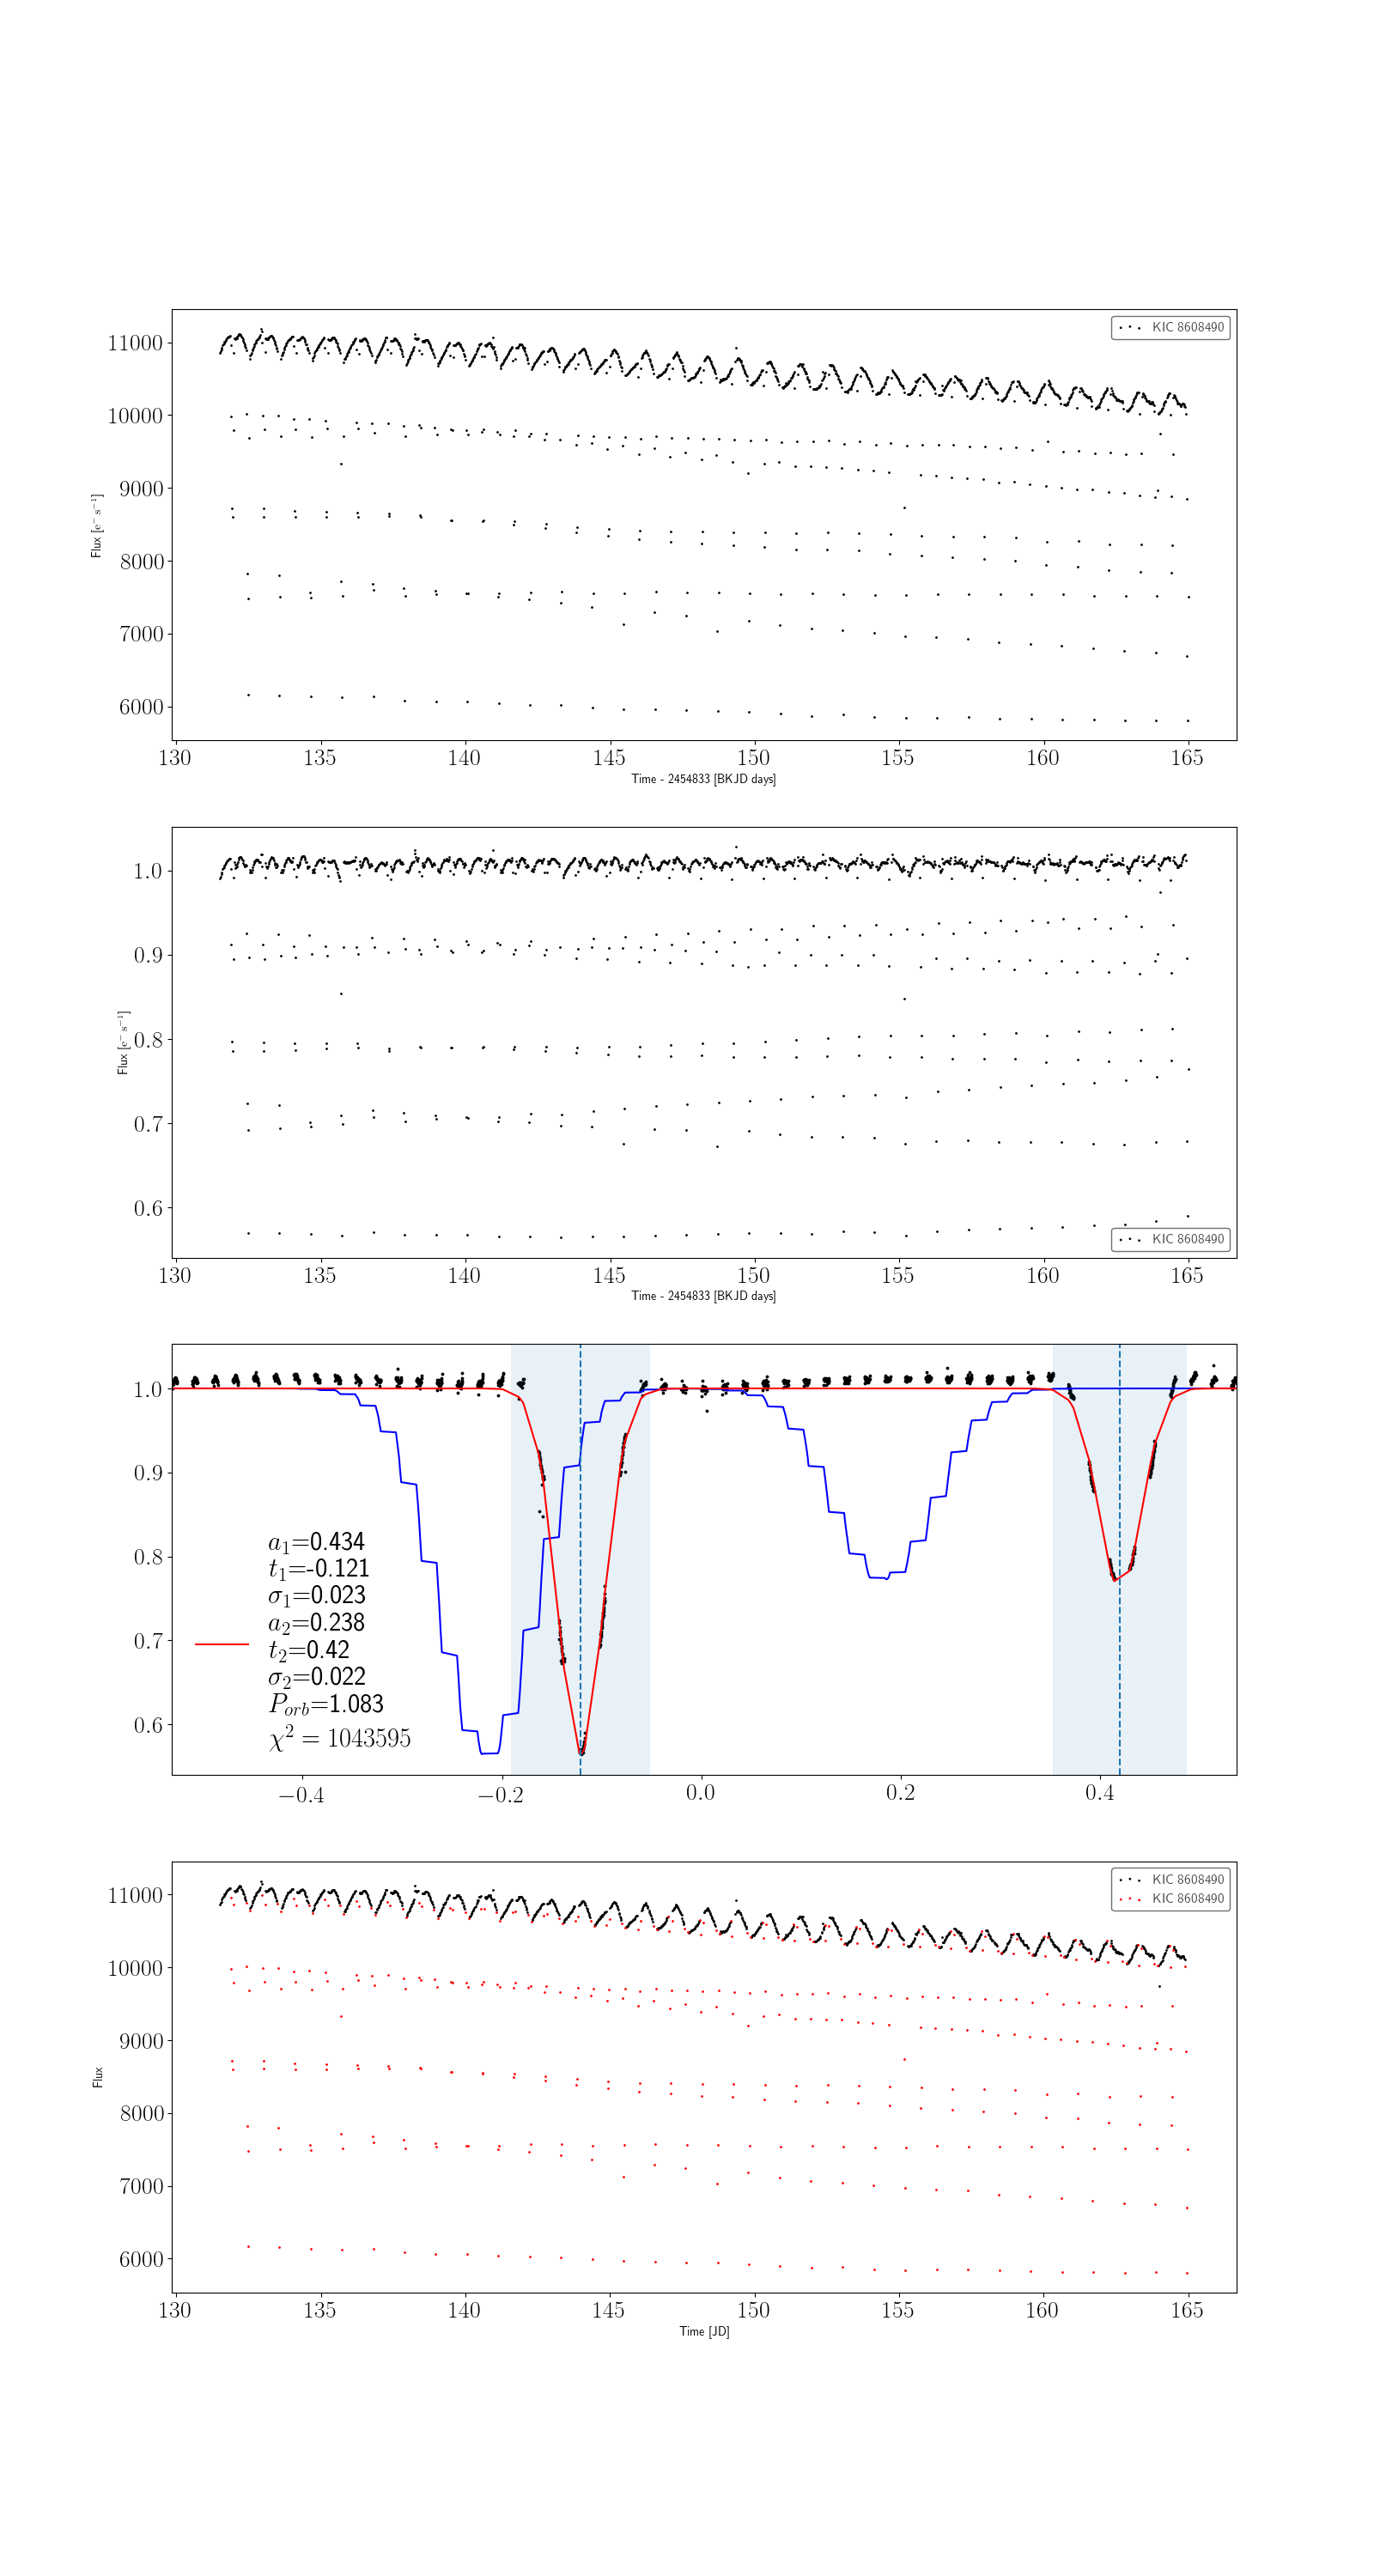 KIC 8608490
11000
10000
9000
8000
7000
6000
Flux [e⁻ s⁻¹]
130 135 140 145 150 155 160 165
Time - 2454833 [BKJD days]
1.0
0.9
0.8
0.7
0.6
Flux [e⁻ s⁻¹]
KIC 8608490
130 135 140 145 150 155 160 165
Time - 2454833 [BKJD days]
1.0
0.9
0.8
0.7
0.6
a₁=0.434
t₁=-0.121
σ₁=0.023
a₂=0.238
t₂=0.42
σ₂=0.022
Pₒᵣb=1.083
χ² = 1043595
−0.4 −0.2 0.0 0.2 0.4
KIC 8608490
KIC 8608490
11000
10000
9000
8000
7000
6000
Flux
130 135 140 145 150 155 160 165
Time [JD]